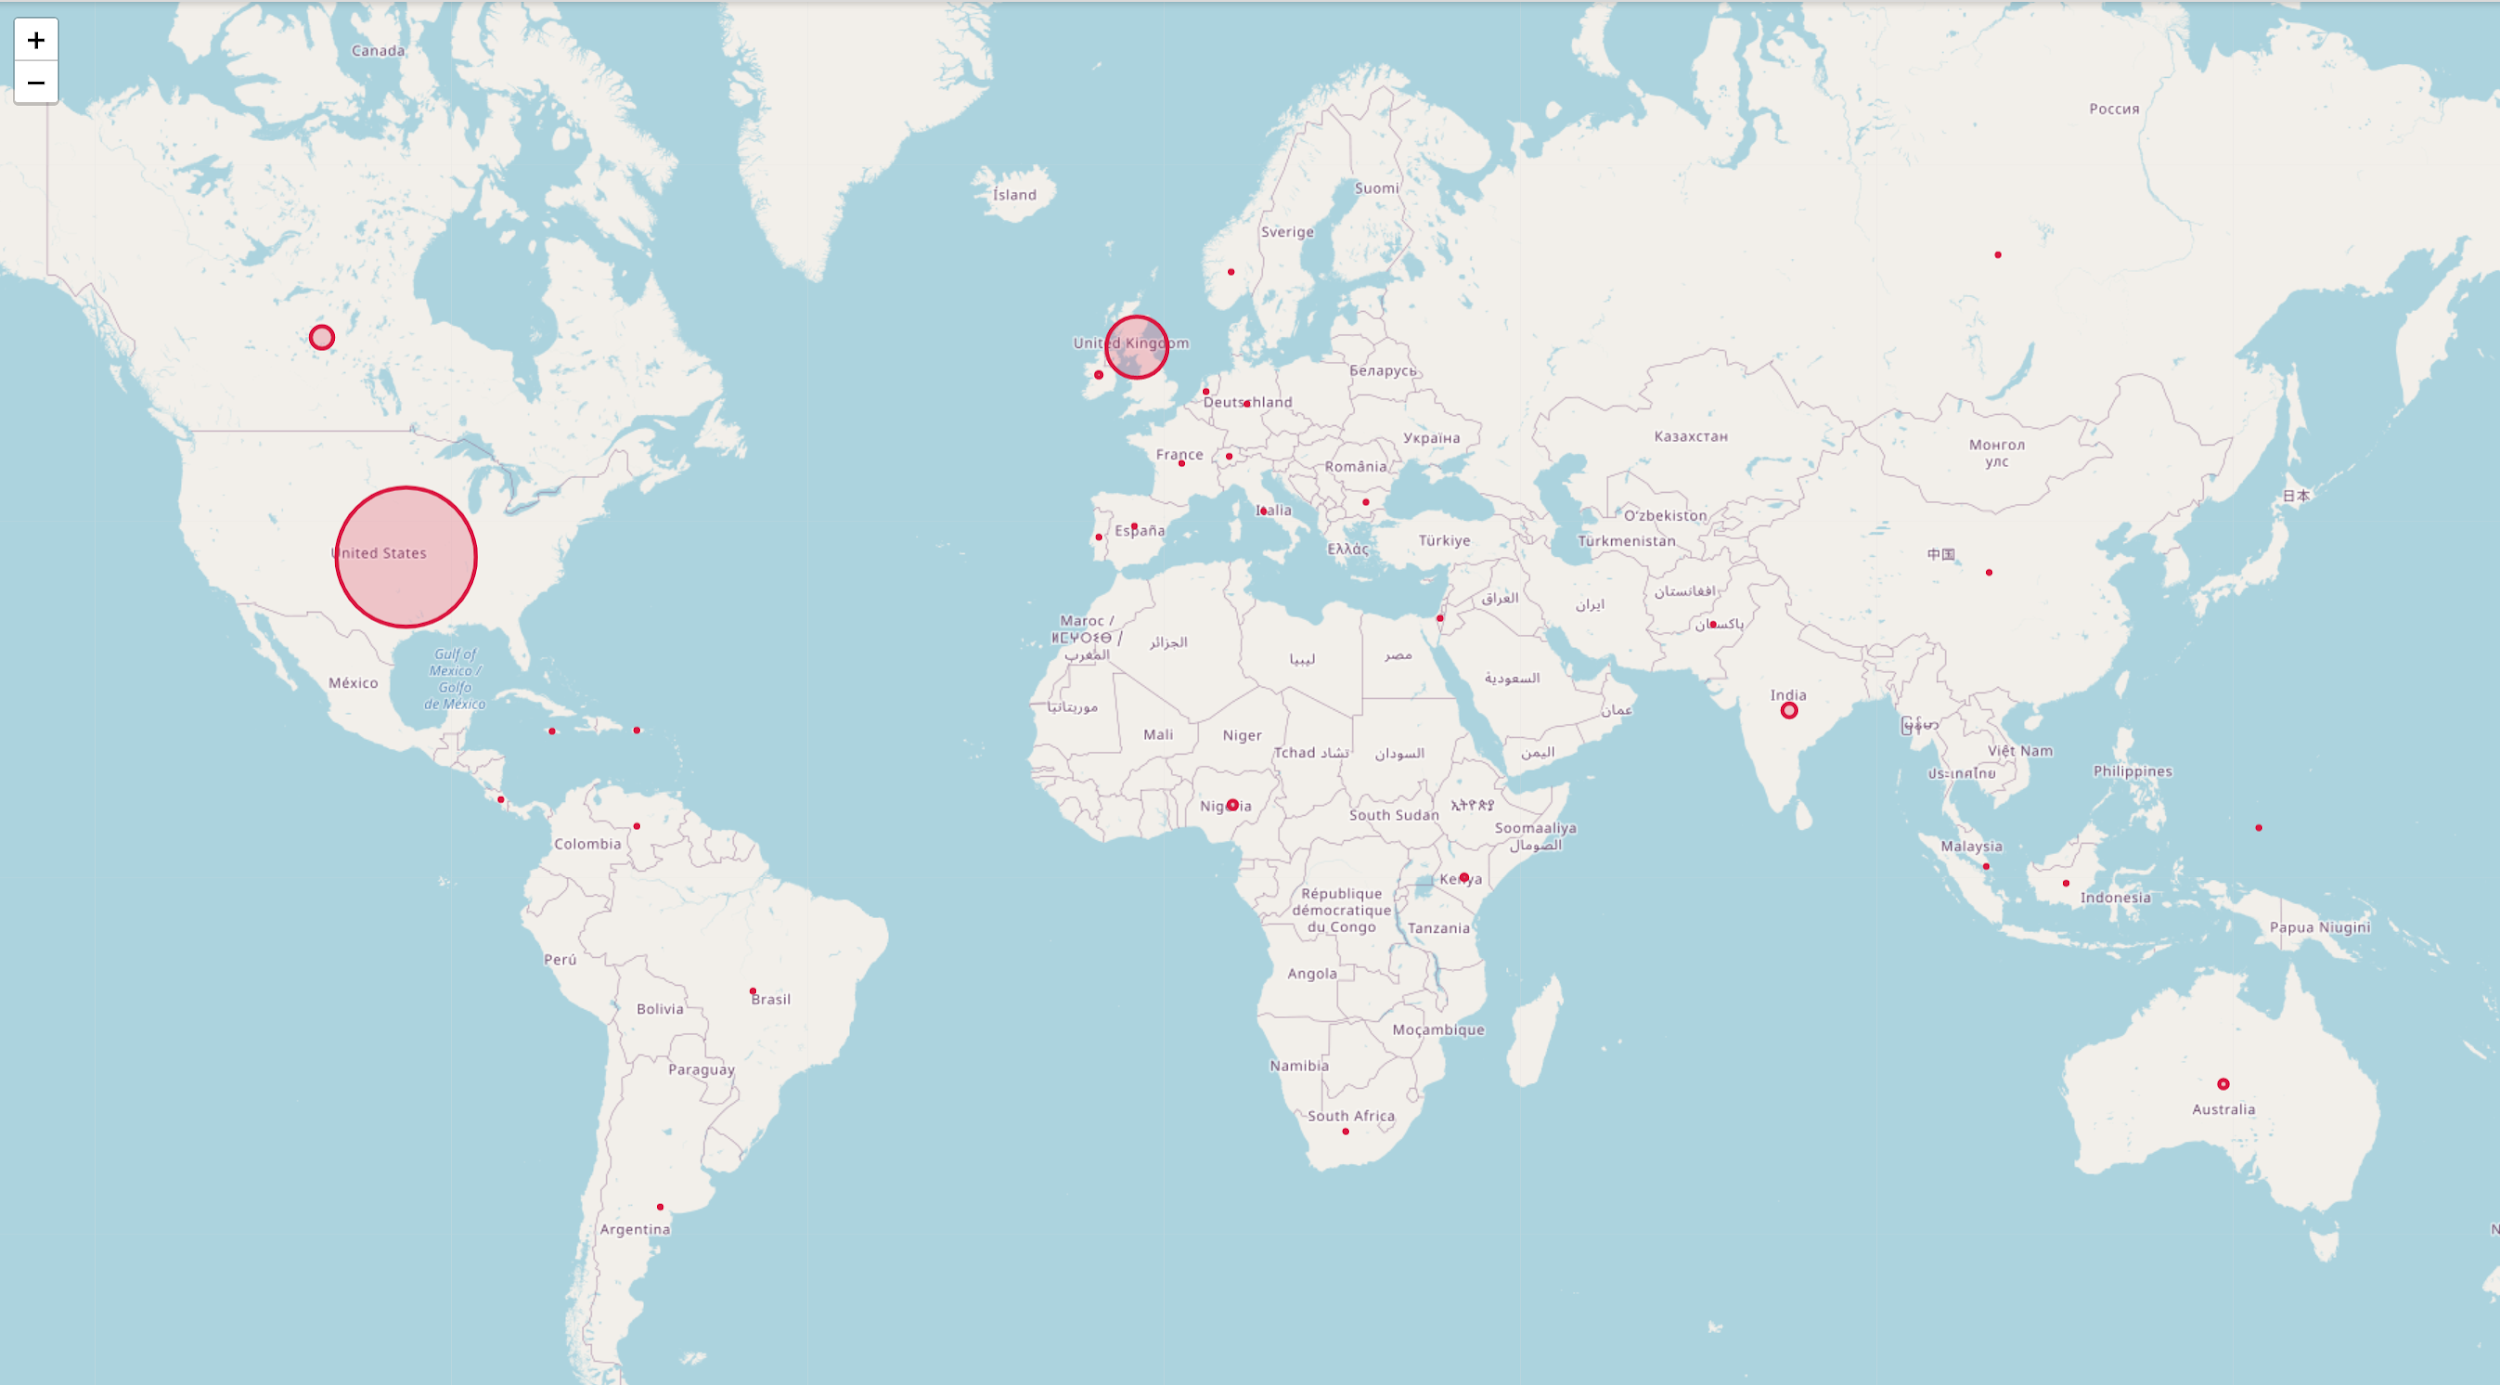 +
−
Canada
Россия
Ísland
Suomi
Sverige
United Kingdom
Беларусь
Deutschland
Україна
Казахстан
Монгол
улс
France
România
日本
Italia
España
O'zbekiston
Türkiye
Türkmenistan
Ελλάς
中国
United States
افغانستان
العراق
ایران
پاکستان
Maroc /
ⵍⵎⵖⵔⵉⴱ /
المغرب
الجزائر
ليبيا
مصر
Gulf of
Mexico /
Golfo
de México
México
السعودية
India
موريتانيا
عمان
Mali
Niger
Tchad تشاد
السودان
اليمن
မြန်မာ
Việt Nam
ประเทศไทย
Philippines
Nigeria
ኢትዮጵያ
South Sudan
Soomaaliya
الصومال
Colombia
Malaysia
Kenya
République
démocratique
du Congo
Indonesia
Tanzania
Papua Niugini
Perú
Angola
Brasil
Bolivia
Moçambique
Namibia
Paraguay
South Africa
Australia
Argentina
N